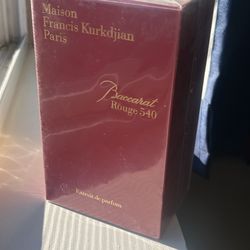 Maison
Francis Kurkdjian
Paris
Baccarat
Rouge 540
Extrait de parfum